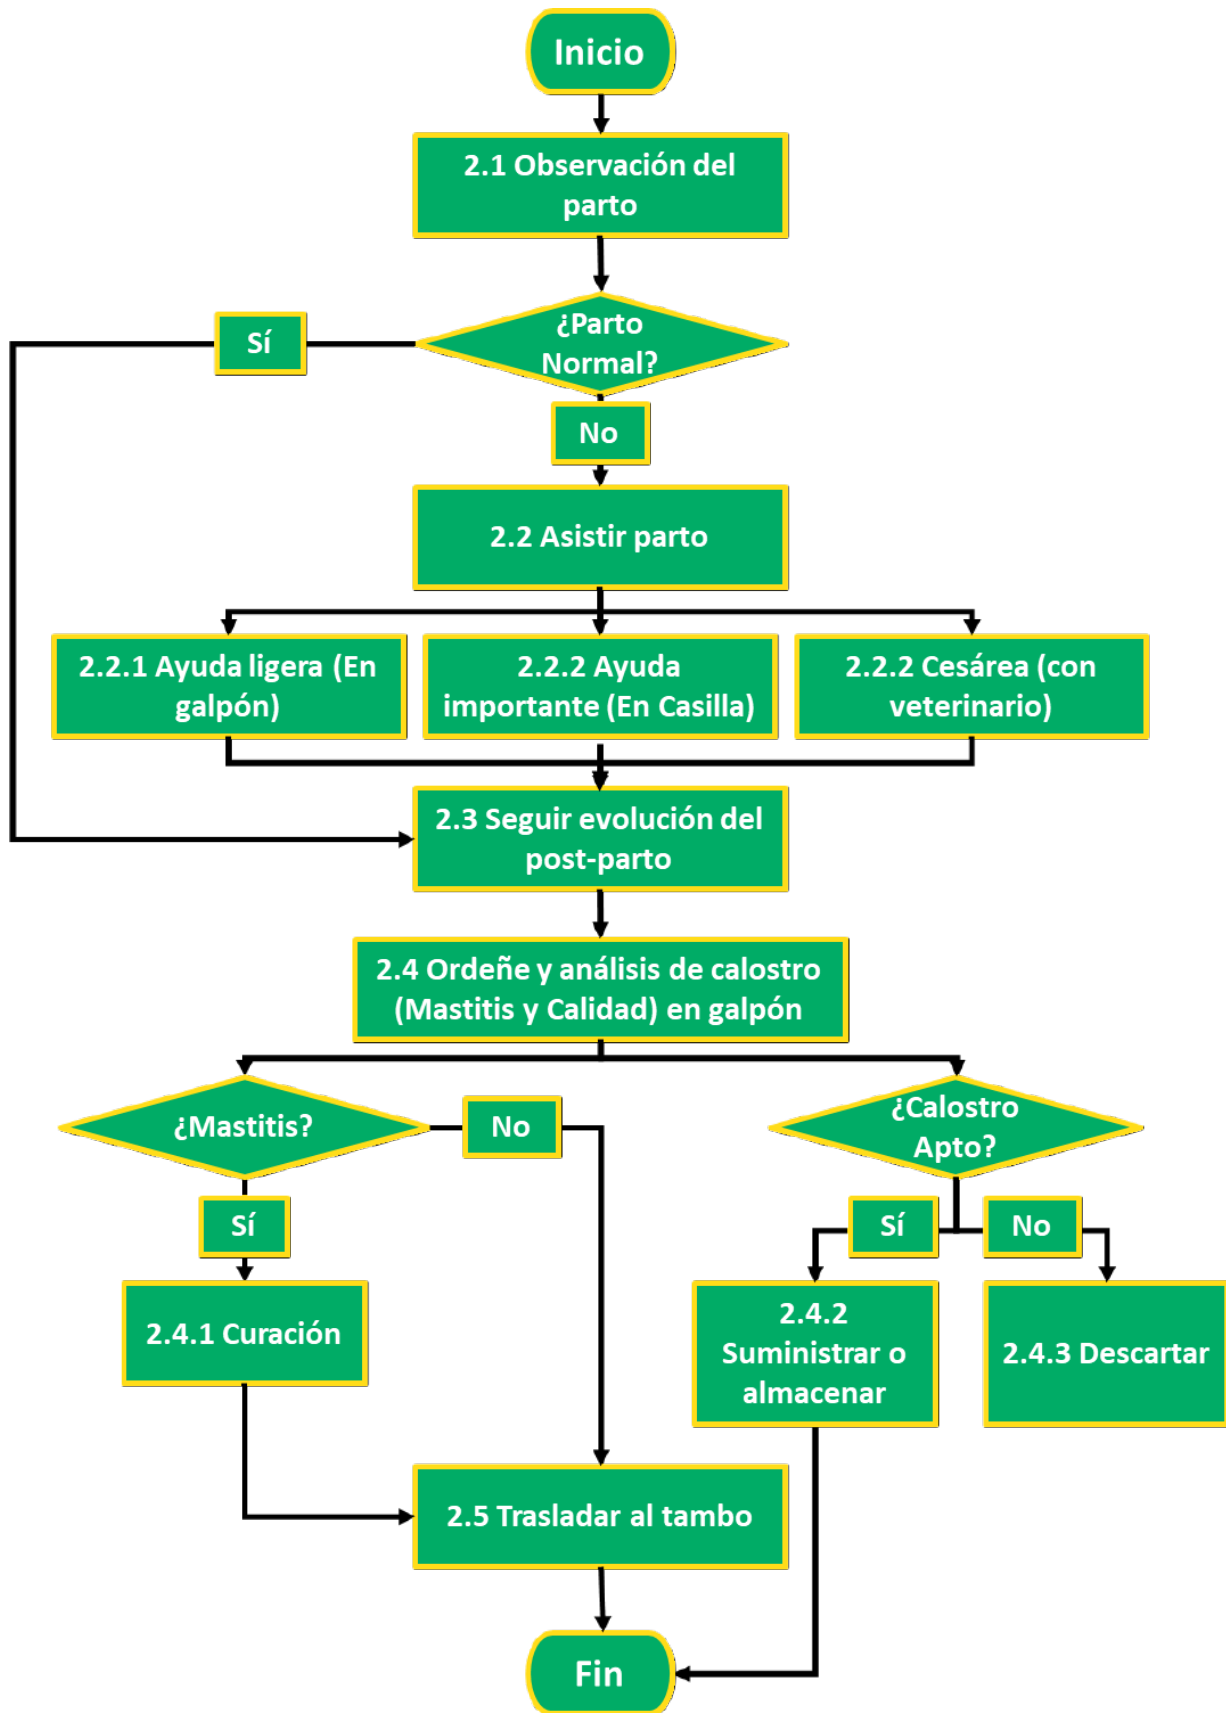 Inicio
2.1 Observación del
parto
¿Parto
Normal?
Sí
No
2.2 Asistir parto
2.2.1 Ayuda ligera (En
galpón)
2.2.2 Ayuda
importante (En Casilla)
2.2.2 Cesárea (con
veterinario)
2.3 Seguir evolución del
post-parto
2.4 Ordeñe y análisis de calostro
(Mastitis y Calidad) en galpón
¿Mastitis?
No
¿Calostro
Apto?
Sí
Sí
No
2.4.1 Curación
2.4.2
Suministrar o
almacenar
2.4.3 Descartar
2.5 Trasladar al tambo
Fin